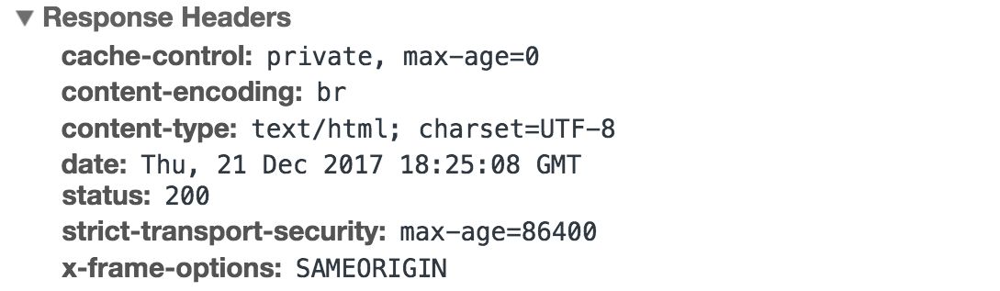 Response Headers
cache-control: private, max-age=0
content-encoding: br
content-type: text/html; charset=UTF-8
date: Thu, 21 Dec 2017 18:25:08 GMT
status: 200
strict-transport-security: max-age=86400
x-frame-options: SAMEORIGIN